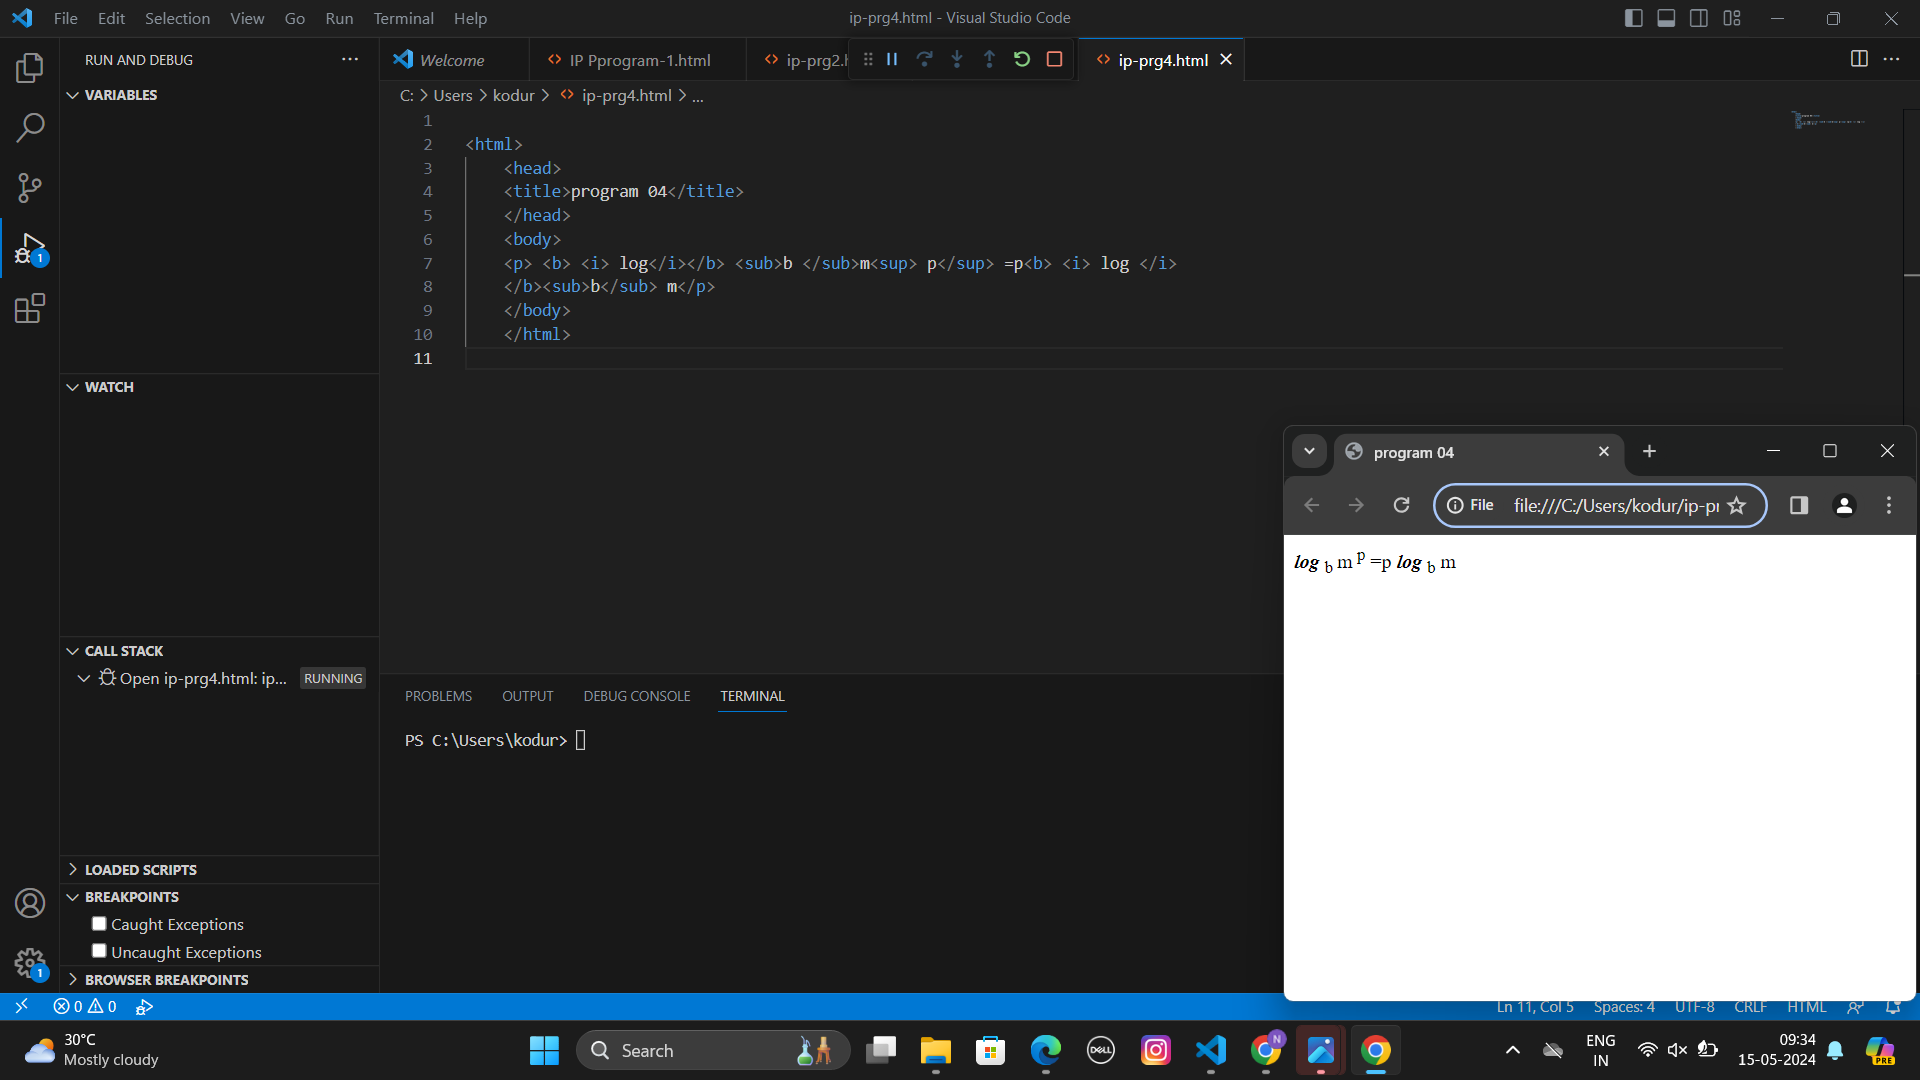 File Edit Selection View Go Run Terminal Help
ip-prg4.html - Visual Studio Code
RUN AND DEBUG
Welcome
IP Pprogram-1.html
ip-prg2.h
ip-prg4.html
C: > Users > kodur > ip-prg4.html > ...
VARIABLES
1
2 <html>
3 <head>
4 <title>program 04</title>
5 </head>
6 <body>
7 <p> <b> <i> log</i></b> <sub>b </sub>m<sup> p</sup> =p<b> <i> log </i>
8 </b><sub>b</sub> m</p>
9 </body>
10 </html>
11
WATCH
CALL STACK
Open ip-prg4.html: ip... RUNNING
LOADED SCRIPTS
BREAKPOINTS
Caught Exceptions
Uncaught Exceptions
BROWSER BREAKPOINTS
1
1
PROBLEMS OUTPUT DEBUG CONSOLE TERMINAL
PS C:\Users\kodur>
program 04
File file:///C:/Users/kodur/ip-pr
log b m p =p log b m
0 0
Ln 11, Col 5 Spaces: 4 UTF-8 CRLF HTML
30°C
Mostly cloudy
Search
DELL
N
ENG
IN
09:34
15-05-2024
PRE